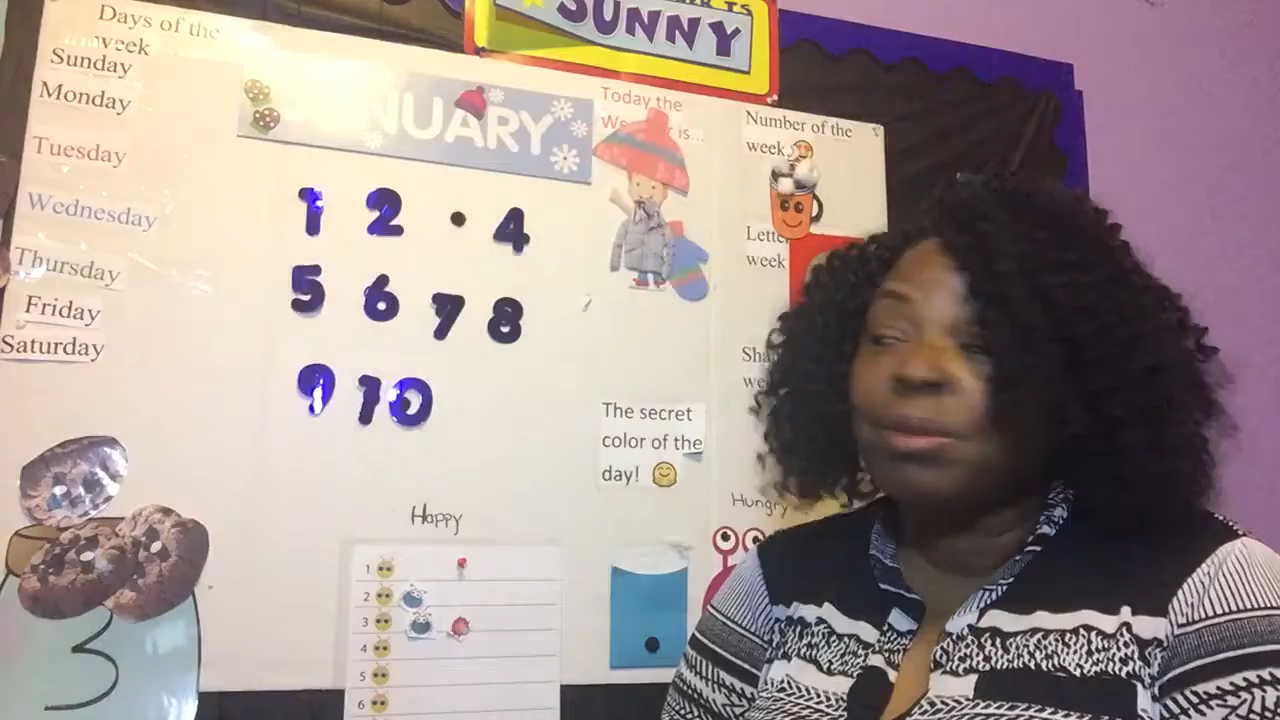 SUNNY
Days of the
week
Sunday
Monday
Tuesday
Wednesday
Thursday
Friday
Saturday
NUARY
1 2 4
5 6 7 8
9 10
Today the
is...
Number of the
week
week
The secret
color of the
day!
Happy
Hungry
1
2
3
4
5
6
3